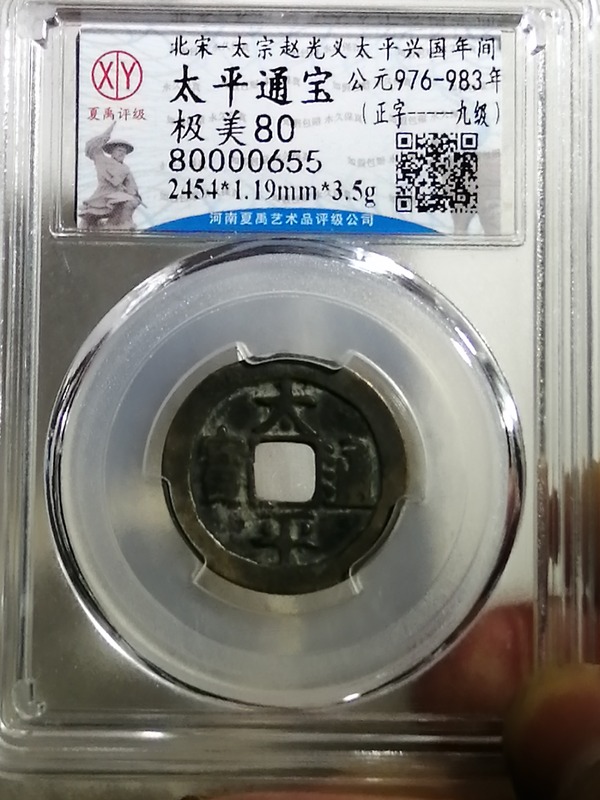 北宋-太宗赵光义太平兴国年间
XY
太平通宝
公元976-983年
夏禹评级
极美80
(正字-----九级)
80000655
2454*1.19mm*3.5g
河南夏禹艺术品评级公司
太
寶 通
平